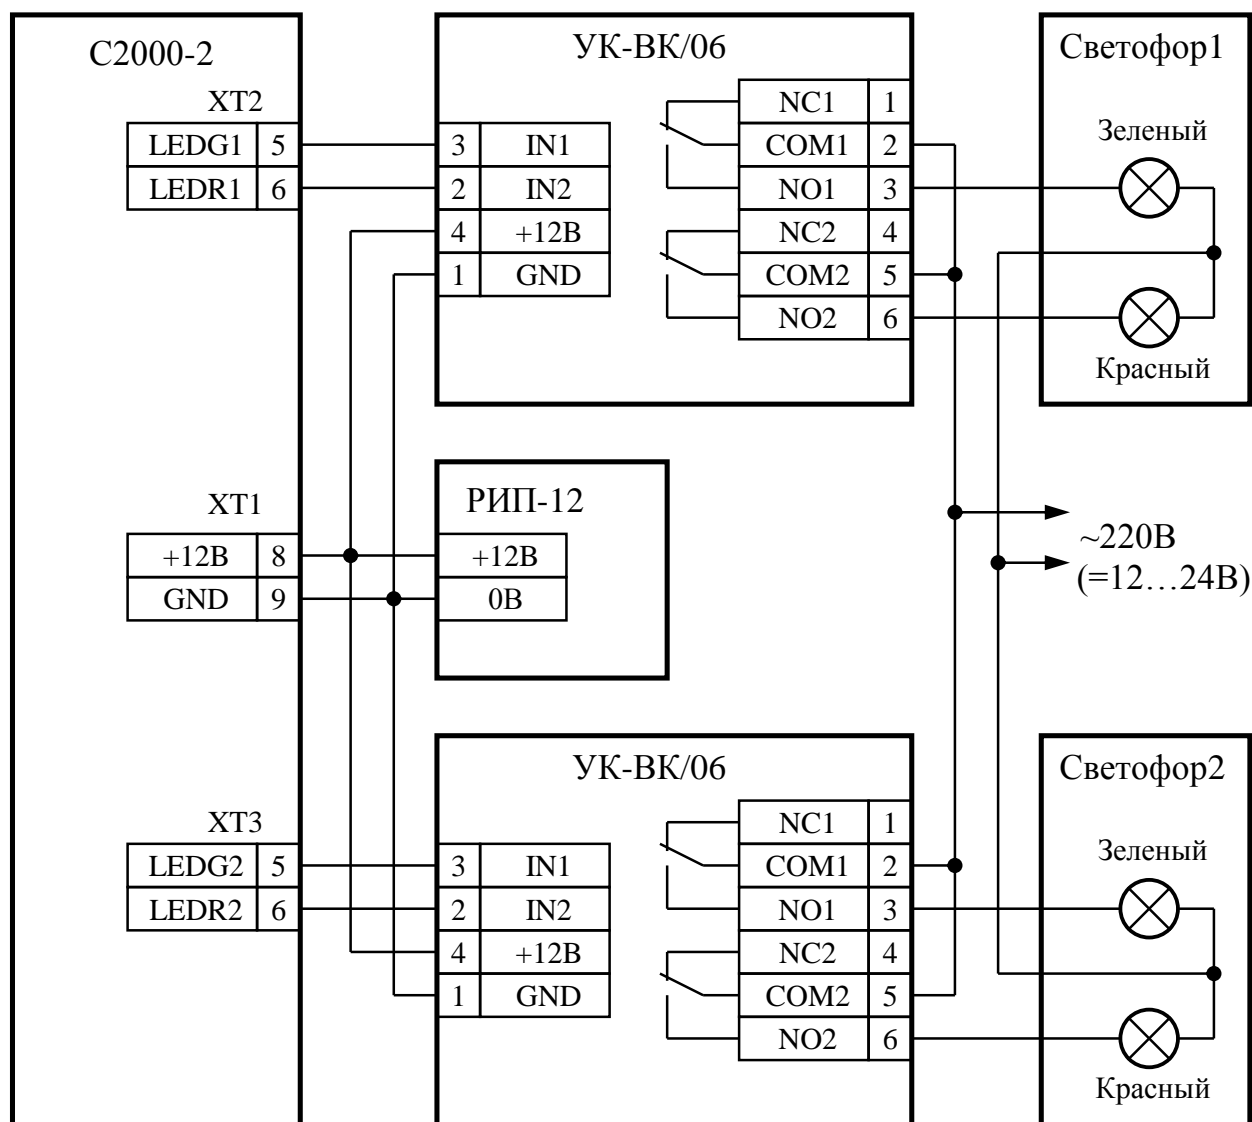 С2000-2
XT2
LEDG1 5
LEDR1 6
XT1
+12В 8
GND 9
XT3
LEDG2 5
LEDR2 6
УК-ВК/06
3 IN1
2 IN2
4 +12В
1 GND
NC1 1
COM1 2
NO1 3
NC2 4
COM2 5
NO2 6
Светофор1
Зеленый
Красный
РИП-12
+12В
0В
~220В
(=12...24В)
УК-ВК/06
3 IN1
2 IN2
4 +12В
1 GND
NC1 1
COM1 2
NO1 3
NC2 4
COM2 5
NO2 6
Светофор2
Зеленый
Красный